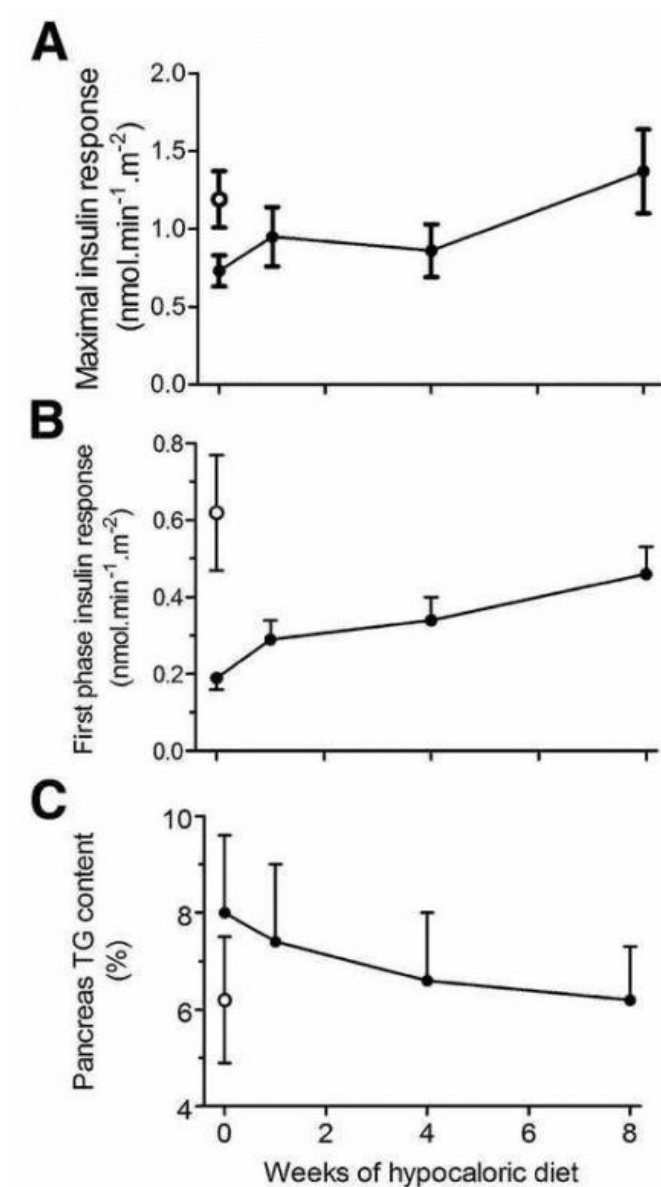 A
Maximal insulin response
(nmol.min-1.m-2)
2.0
1.5
1.0
0.5
0.0
B
First phase insulin response
(nmol.min-1.m-2)
0.8
0.6
0.4
0.2
0.0
C
Pancreas TG content
(%)
10
8
6
4
0 2 4 6 8
Weeks of hypocaloric diet